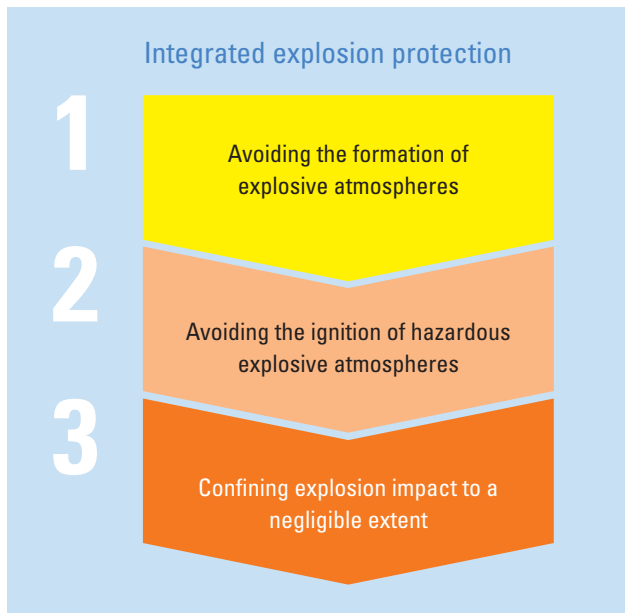 Integrated explosion protection
1
Avoiding the formation of
explosive atmospheres
2
Avoiding the ignition of hazardous
explosive atmospheres
3
Confining explosion impact to a
negligible extent